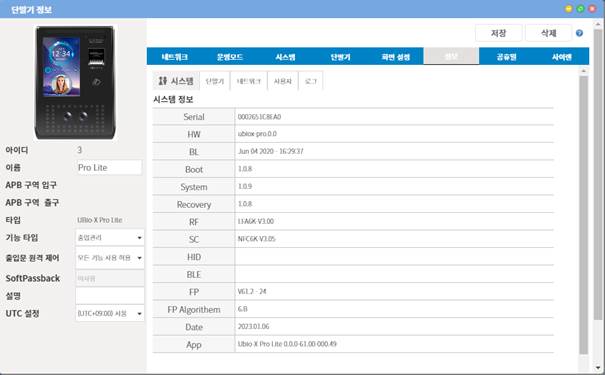 단말기 정보
저장 삭제 ?
네트워크 운영모드 시스템 단말기 화면 설정 정보 공휴일 사이렌
시스템 단말기 네트워크 사용자 로그
시스템 정보
Serial 0002651C8EA0
HW ubiox-pro.0.0
BL Jun 04 2020 - 16:29:37
Boot 1.0.8
System 1.0.9
Recovery 1.0.8
RF LFA6K-V3.00
SC NFC6K-V3.05
HID
BLE
FP V61.2 - 24
FP Algorithem 6.B
Date 2023.01.06
App Ubio X Pro Lite 0.0.0-61.00-000.49
12:34
아이디 3
이름 Pro Lite
APB 구역 입구
APB 구역 출구
타입 UBio X Pro Lite
기능 타입 출입관리
출입문 원격 제어 모든 기능 사용 허용
SoftPassback 미사용
설명
UTC 설정 (UTC+09:00) 서울